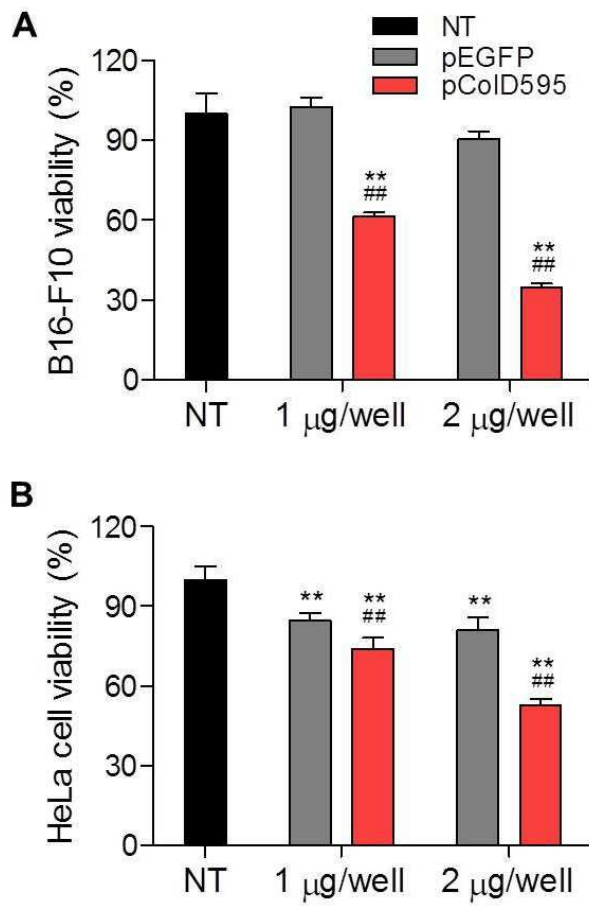 A
NT
pEGFP
pColD595
B16-F10 viability (%)
120
90
60
30
0
**
##
**
##
NT
1 μg/well
2 μg/well
B
HeLa cell viability (%)
120
90
60
30
0
**
**
##
**
**
##
NT
1 μg/well
2 μg/well